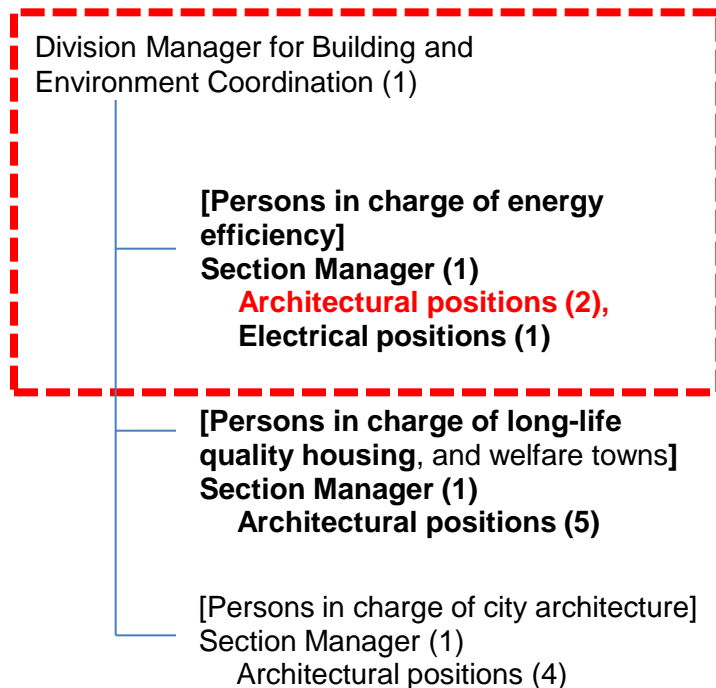 Division Manager for Building and
Environment Coordination (1)
[Persons in charge of energy
efficiency]
Section Manager (1)
Architectural positions (2),
Electrical positions (1)
[Persons in charge of long-life
quality housing, and welfare towns]
Section Manager (1)
Architectural positions (5)
[Persons in charge of city architecture]
Section Manager (1)
Architectural positions (4)